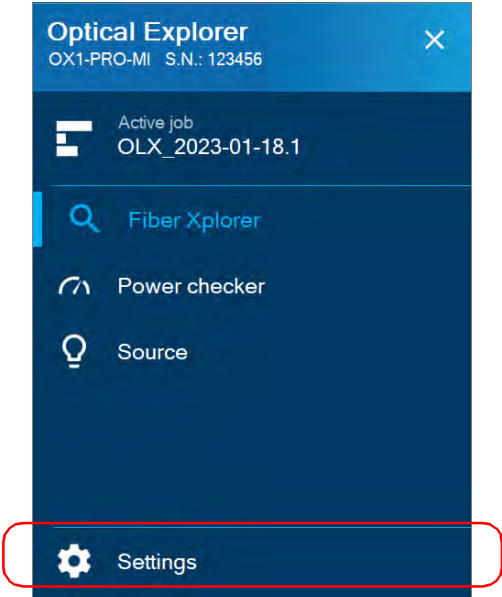 Optical Explorer
OX1-PRO-MI S.N.: 123456
Active job
OLX_2023-01-18.1
Fiber Xplorer
Power checker
Source
Settings